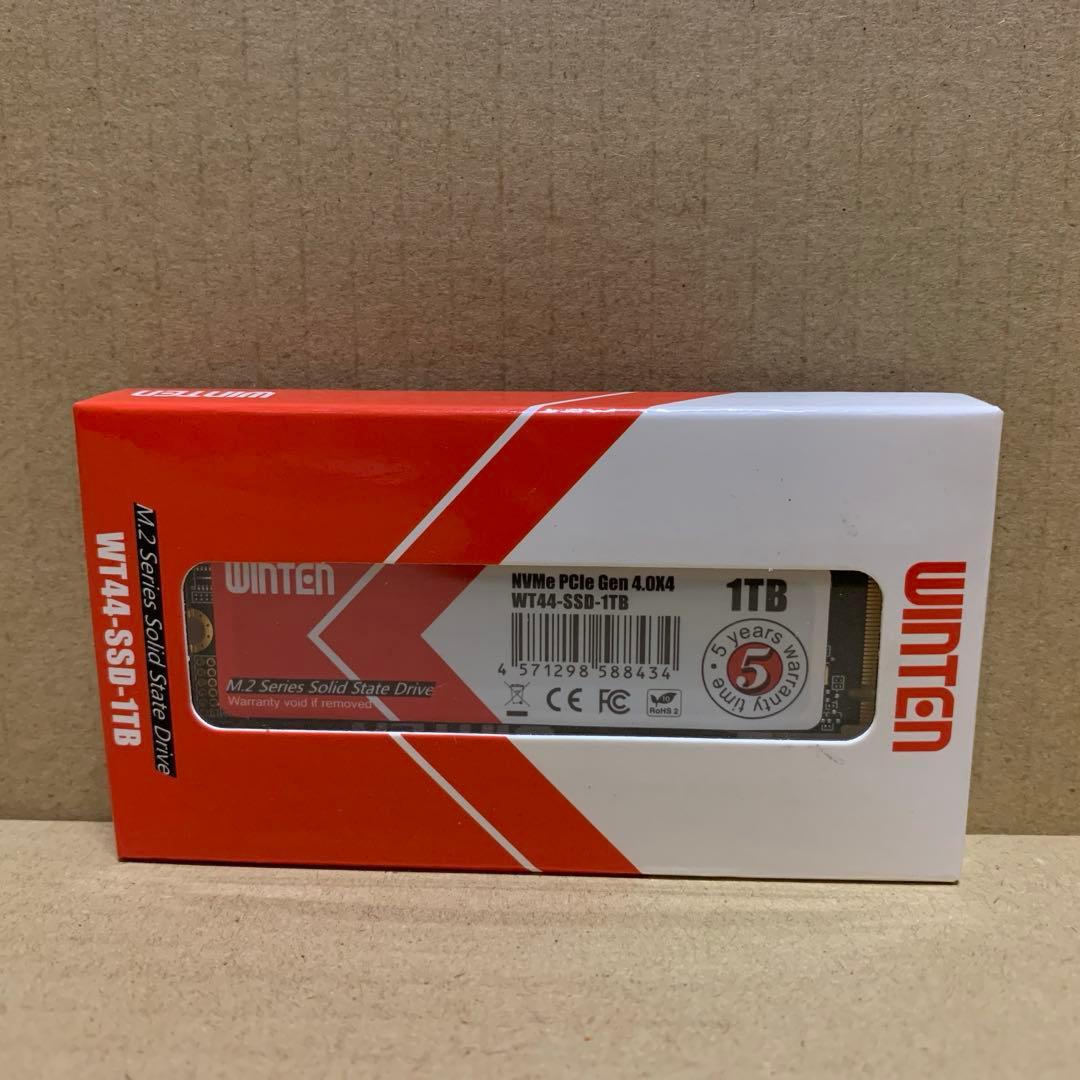 WINTEN
M.2 Series Solid State Drive
WT44-SSD-1TB
WINTEN
M.2 Series Solid State Drive
Warranty void if removed
NVMe PCIe Gen 4.0X4
WT44-SSD-1TB
4 571298 588434
CE FC
RoHS 2
1TB
5 years warranty time
5
WINTEN